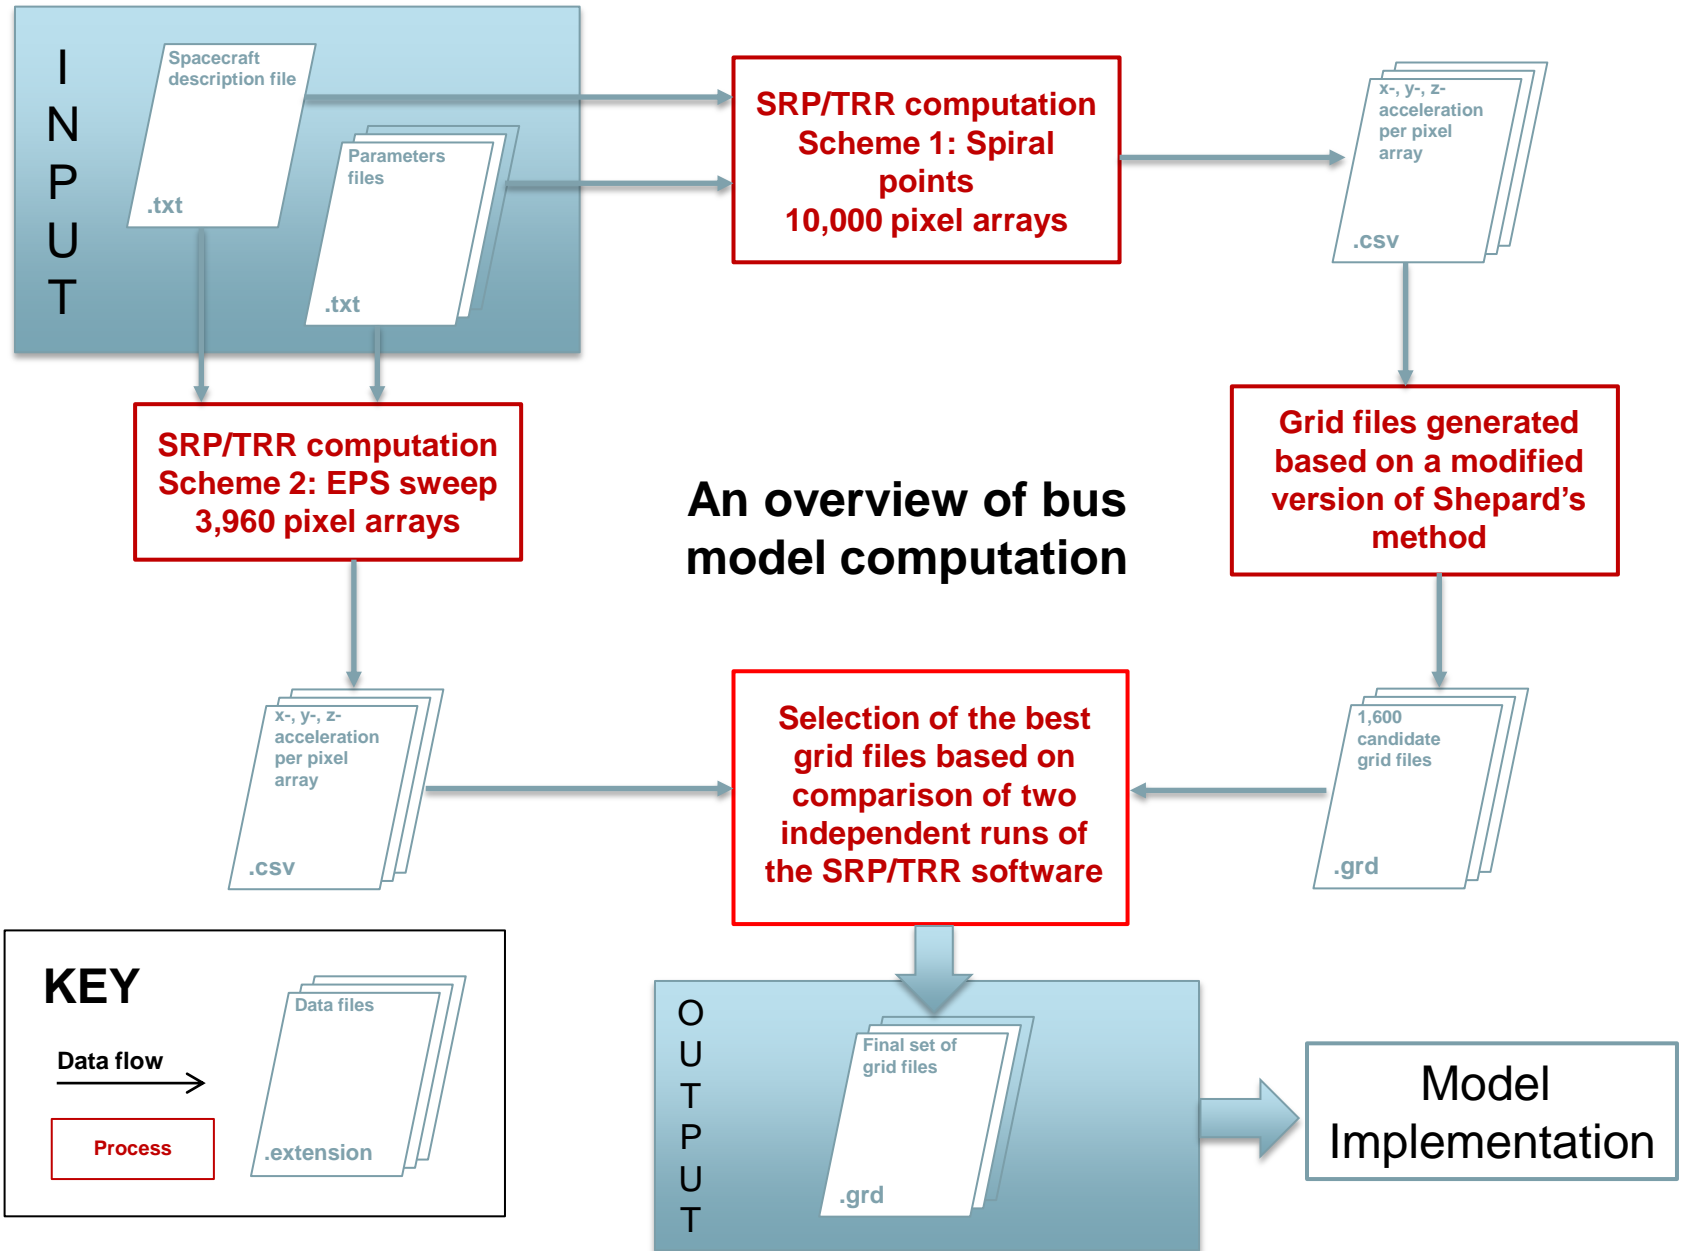 I
N
P
U
T
Spacecraft
description file
.txt
Parameters
files
.txt
SRP/TRR computation
Scheme 1: Spiral
points
10,000 pixel arrays
x-, y-, z-
acceleration
per pixel
array
.csv
SRP/TRR computation
Scheme 2: EPS sweep
3,960 pixel arrays
An overview of bus
model computation
Grid files generated
based on a modified
version of Shepard’s
method
x-, y-, z-
acceleration
per pixel
array
.csv
Selection of the best
grid files based on
comparison of two
independent runs of
the SRP/TRR software
1,600
candidate
grid files
.grd
KEY
Data flow
Process
Data files
.extension
O
U
T
P
U
T
Final set of
grid files
.grd
Model
Implementation